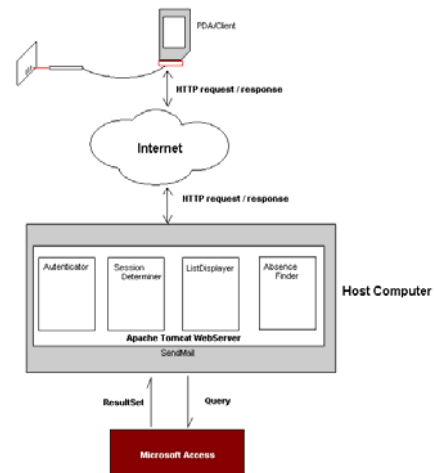 PDA/Client
HTTP request / response
Internet
HTTP request / response
Autenticator
Session
Determiner
ListDisplayer
Absence
Finder
Host Computer
Apache Tomcat WebServer
SendMail
ResultSet
Query
Microsoft Access